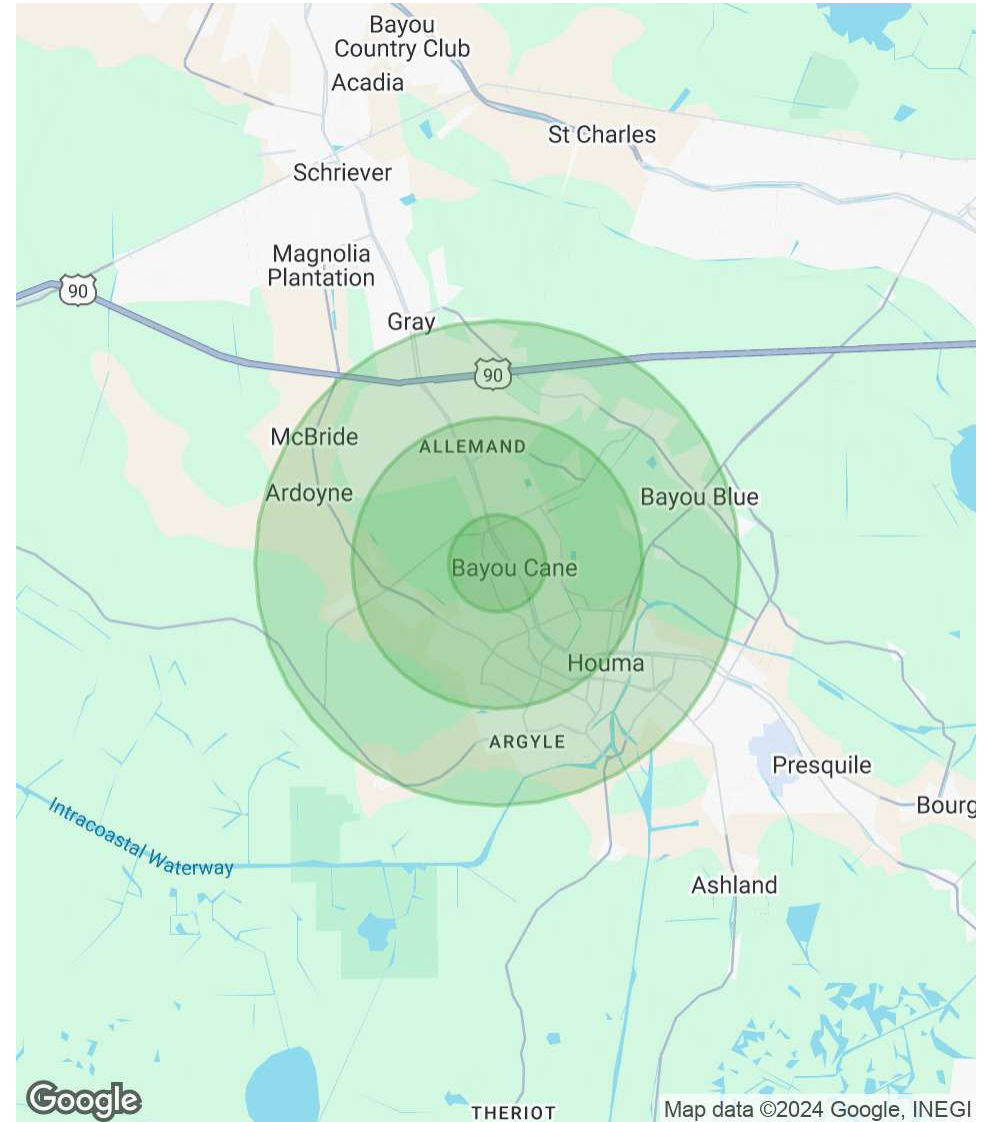 Bayou
Country Club
Acadia
St Charles
Schriever
Magnolia
Plantation
90
Gray
90
McBride
ALLEMAND
Ardoyne
Bayou Blue
Bayou Cane
Houma
ARGYLE
Presquile
Bourg
Intracoastal Waterway
Ashland
Google
THERIOT
Map data ©2024 Google, INEGI